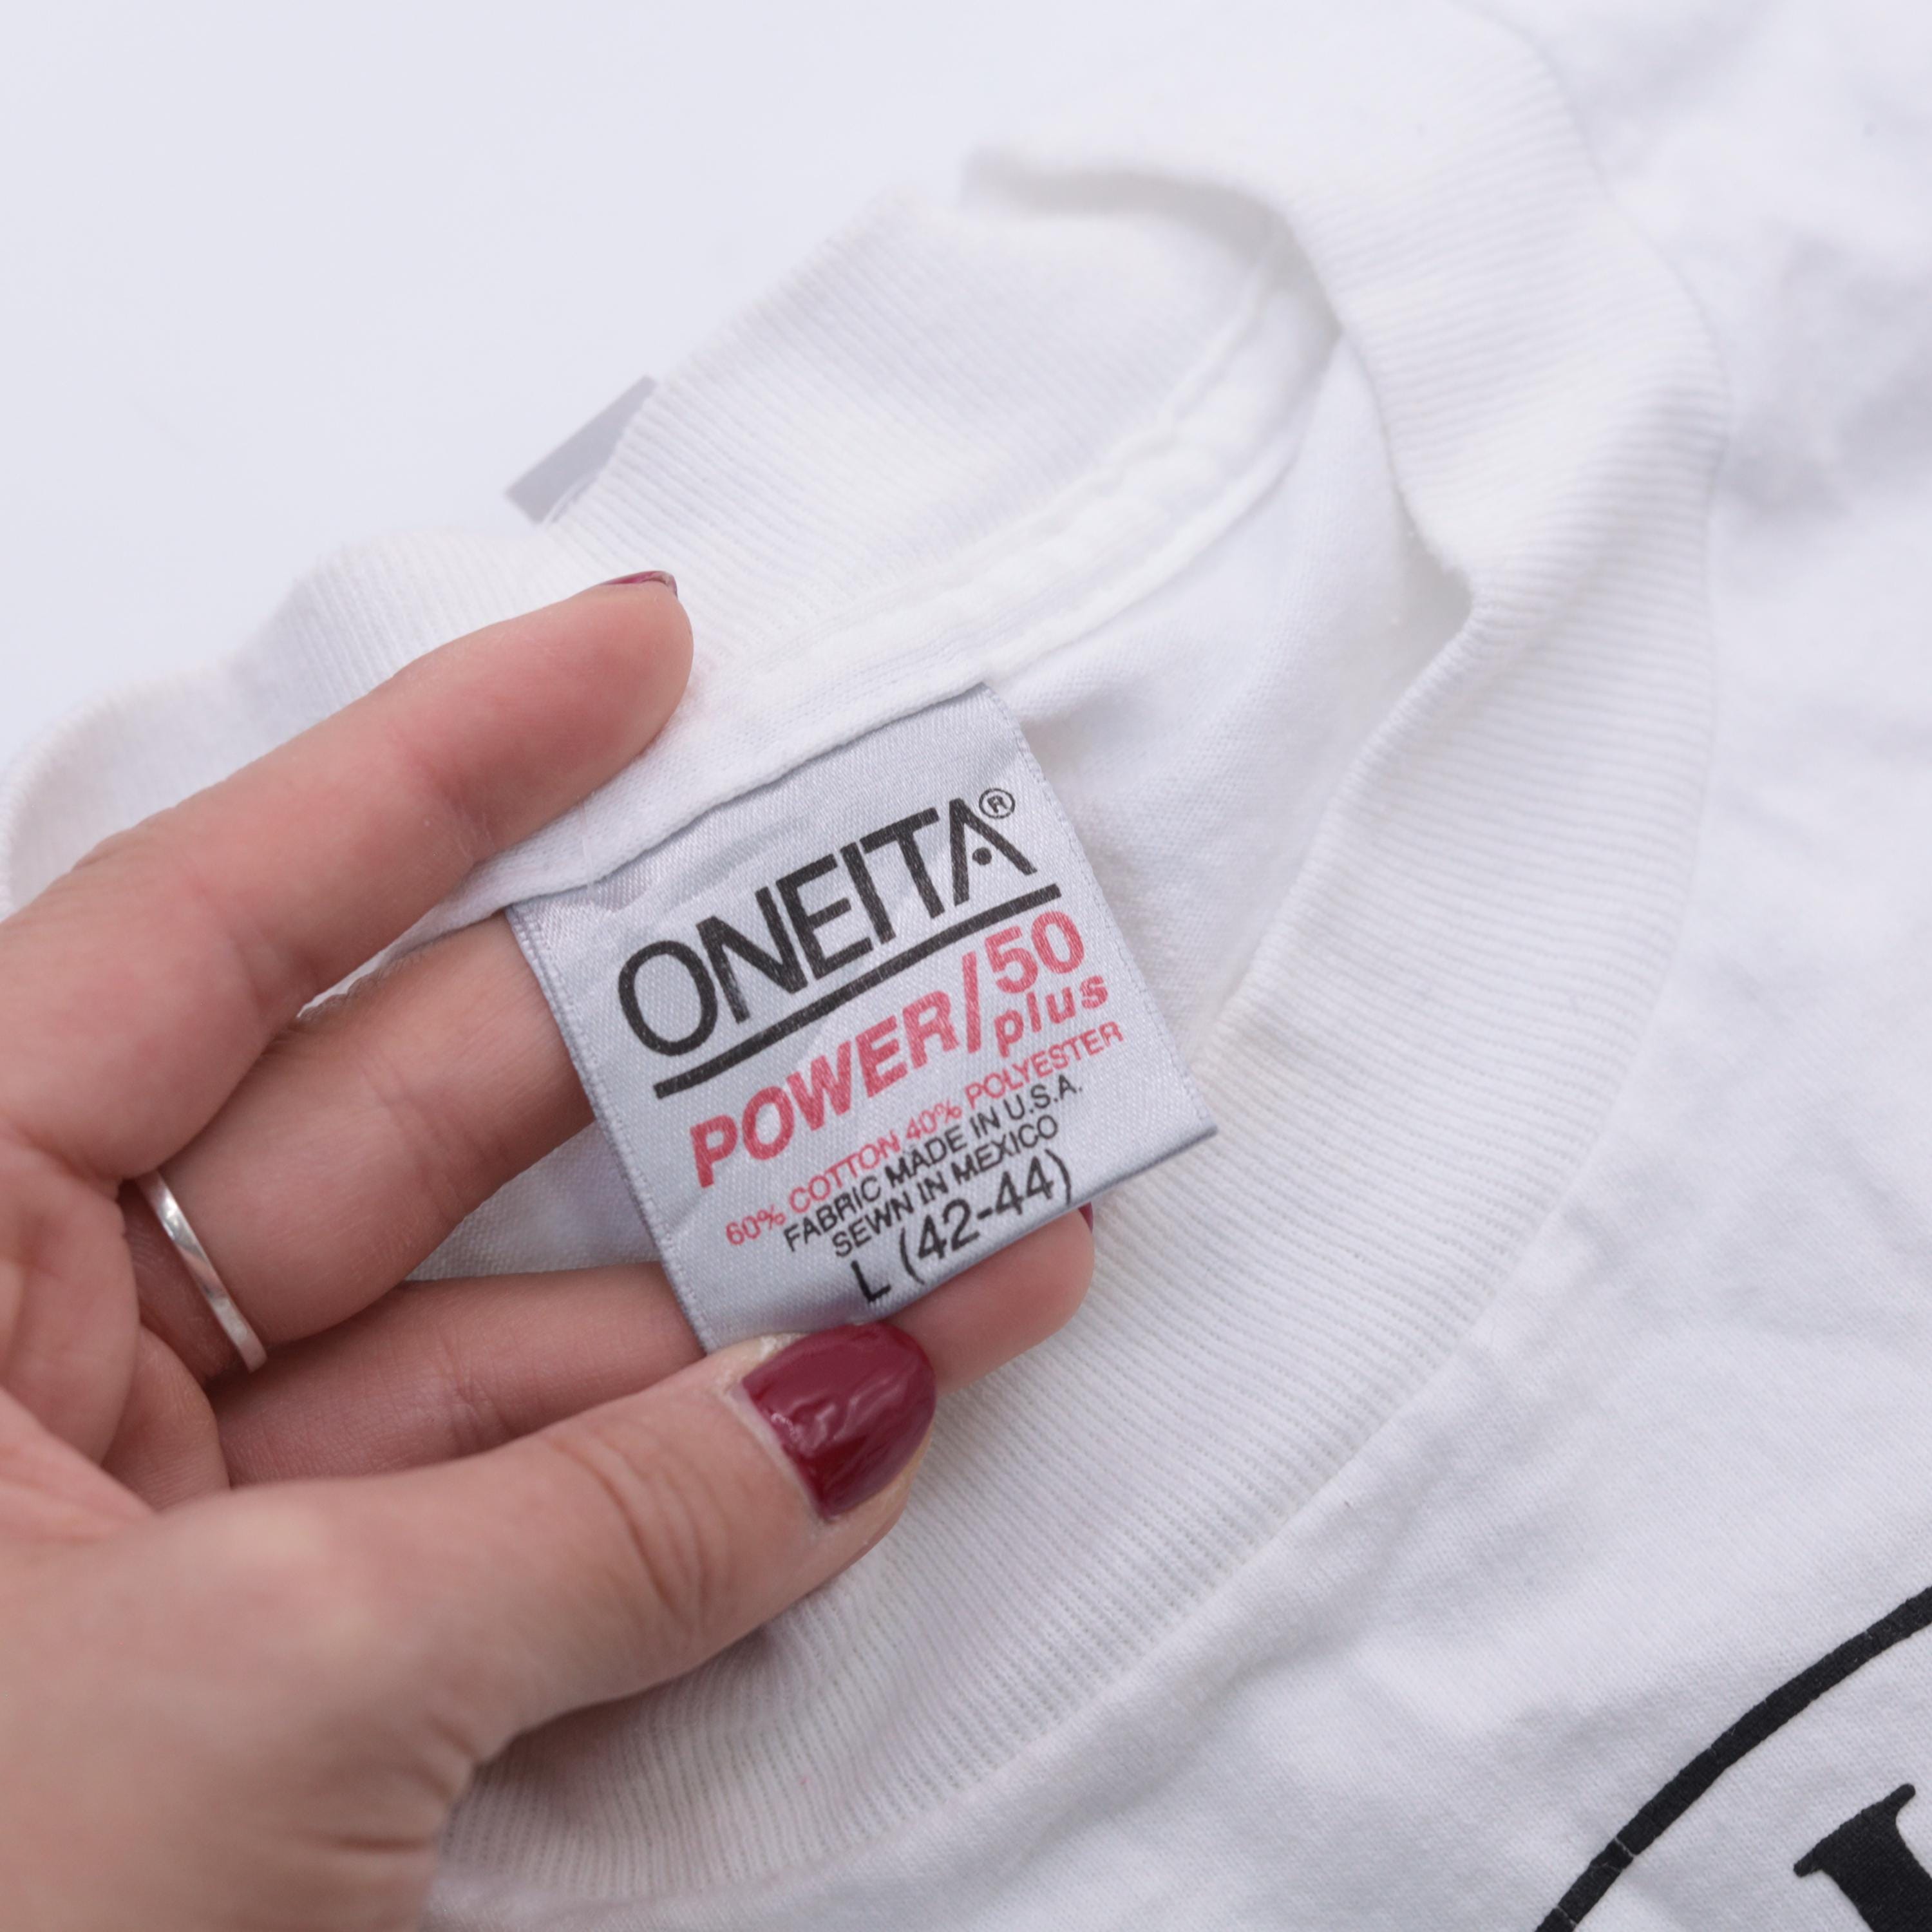 ONEITA®
POWER/50 plus
60% COTTON 40% POLYESTER
FABRIC MADE IN U.S.A.
SEWN IN MEXICO
L (42-44)